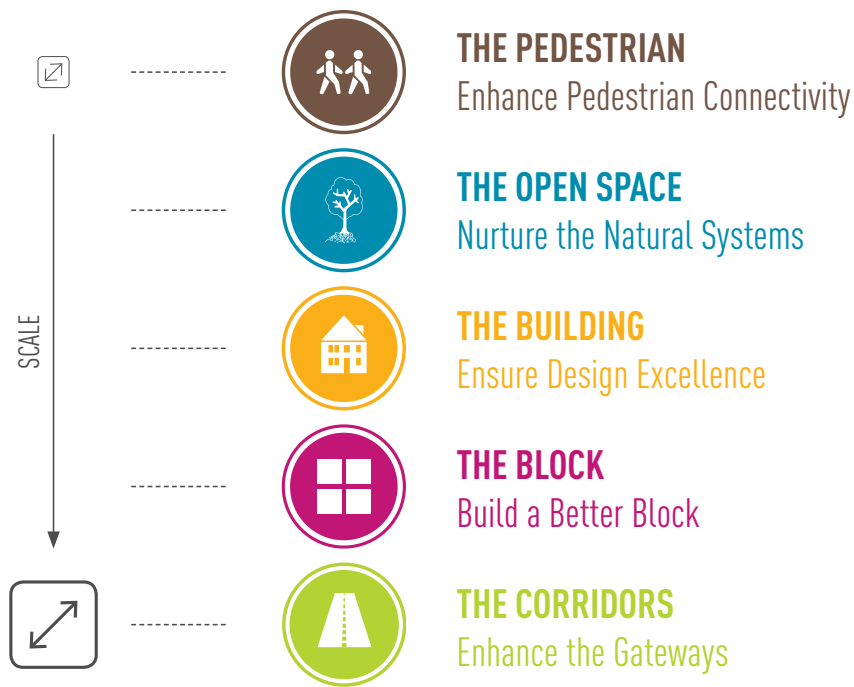 THE PEDESTRIAN
Enhance Pedestrian Connectivity
THE OPEN SPACE
Nurture the Natural Systems
SCALE
THE BUILDING
Ensure Design Excellence
THE BLOCK
Build a Better Block
THE CORRIDORS
Enhance the Gateways